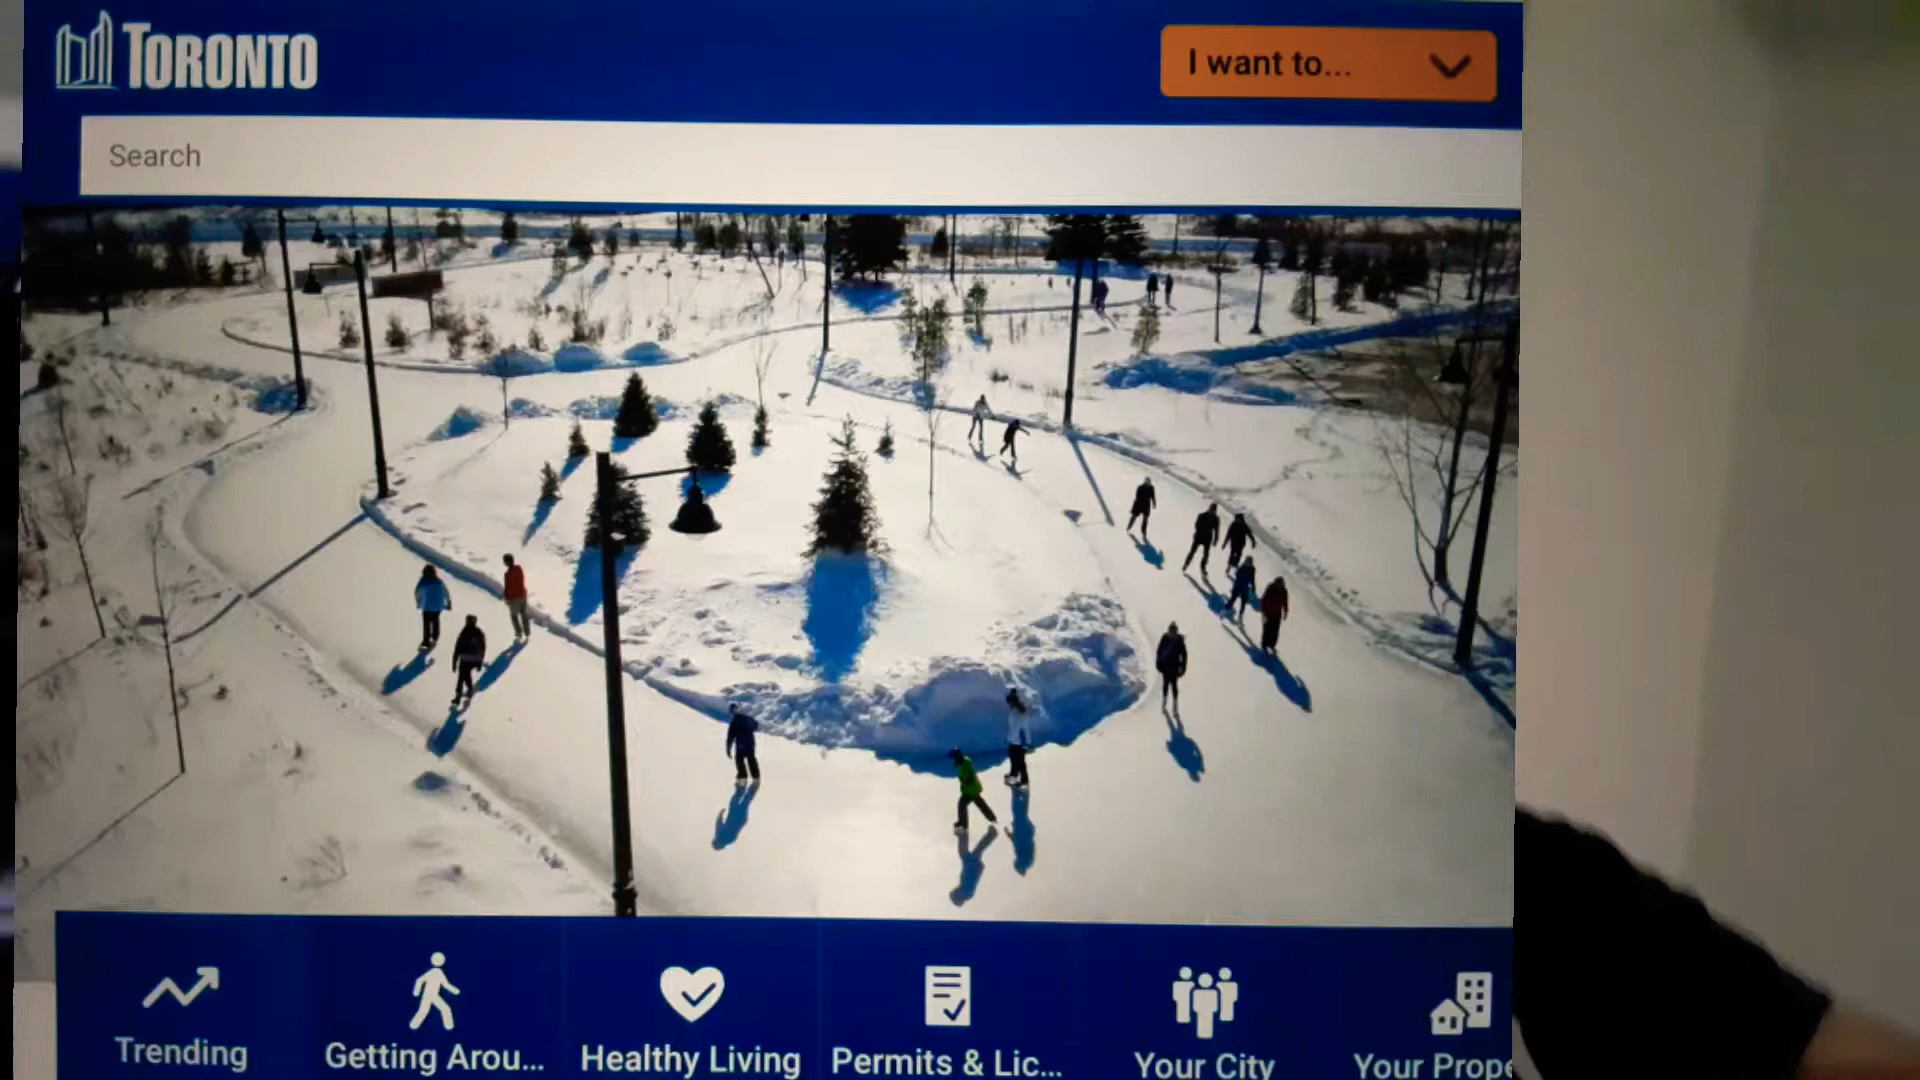 TORONTO
I want to...
Search
Trending
Getting Arou...
Healthy Living
Permits & Lic...
Your City
Your Prope